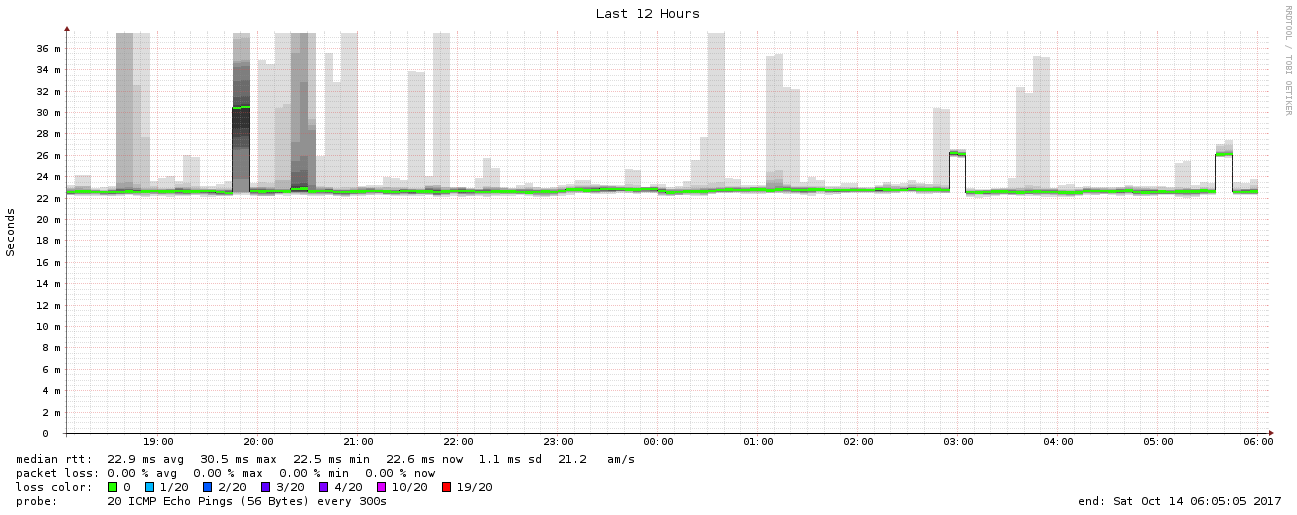 Last 12 Hours
RRDTOOL / TOBI OETIKER
Seconds
36 m
34 m
32 m
30 m
28 m
26 m
24 m
22 m
20 m
18 m
16 m
14 m
12 m
10 m
8 m
6 m
4 m
2 m
0
19:00 20:00 21:00 22:00 23:00 00:00 01:00 02:00 03:00 04:00 05:00 06:00
median rtt: 22.9 ms avg 30.5 ms max 22.5 ms min 22.6 ms now 1.1 ms sd 21.2 am/s
packet loss: 0.00 % avg 0.00 % max 0.00 % min 0.00 % now
loss color: 0 1/20 2/20 3/20 4/20 10/20 19/20
probe: 20 ICMP Echo Pings (56 Bytes) every 300s end: Sat Oct 14 06:05:05 2017